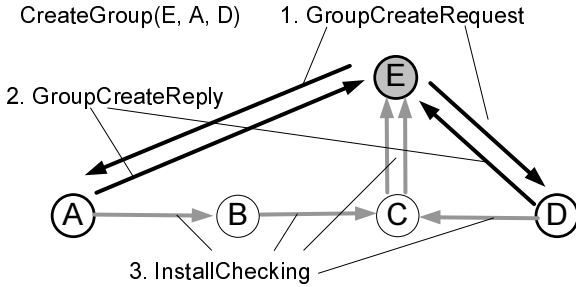 CreateGroup(E, A, D)
1. GroupCreateRequest
E
2. GroupCreateReply
A
B
C
D
3. InstallChecking